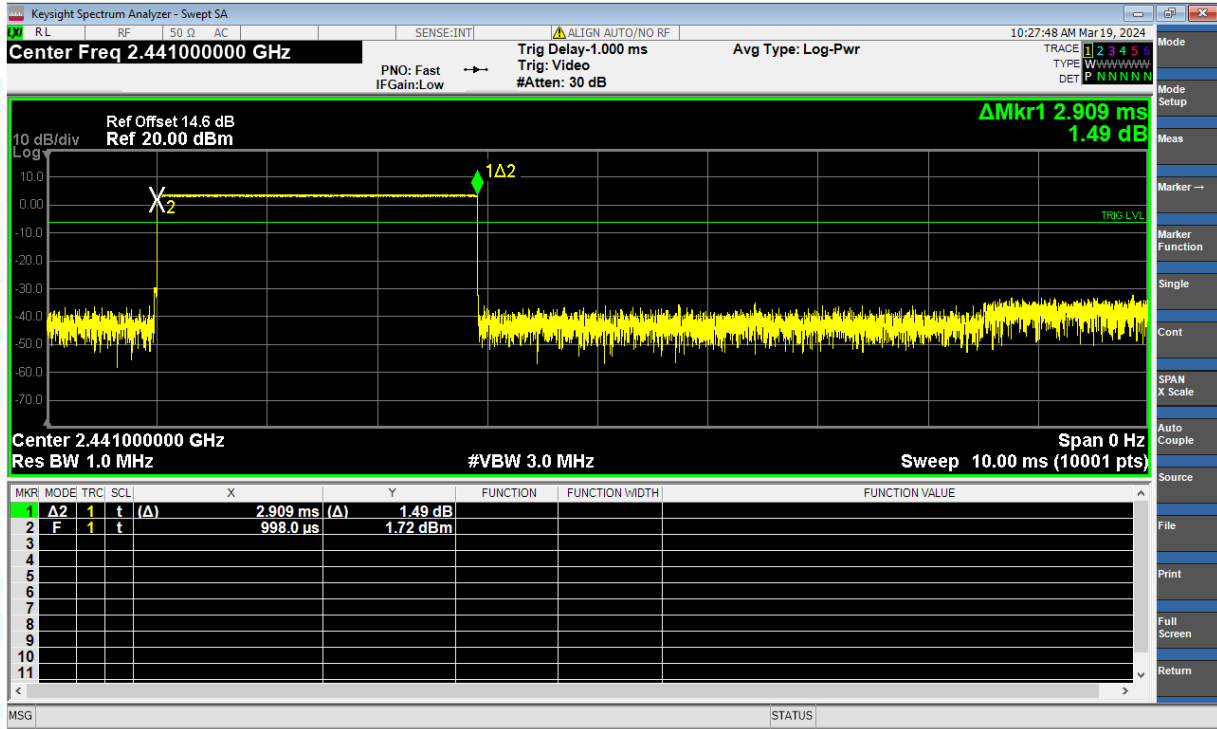 Keysight Spectrum Analyzer - Swept SA
LXI RL RF 50 Ω AC SENSE:INT ALIGN AUTO/NO RF 10:27:48 AM Mar 19, 2024
Center Freq 2.441000000 GHz
PNO: Fast
IFGain:Low
Trig Delay-1.000 ms
Trig: Video
#Atten: 30 dB
Avg Type: Log-Pwr
TRACE 1 2 3 4 5 6
TYPE WWWWWW
DET P N N N N N
ΔMkr1 2.909 ms
1.49 dB
Ref Offset 14.6 dB
10 dB/div Ref 20.00 dBm
Log
10.0
0.00
-10.0
-20.0
-30.0
-40.0
-50.0
-60.0
-70.0
1Δ2
2
TRIG LVL
Center 2.441000000 GHz Span 0 Hz
Res BW 1.0 MHz #VBW 3.0 MHz Sweep 10.00 ms (10001 pts)
MKR MODE TRC SCL X Y FUNCTION FUNCTION WIDTH FUNCTION VALUE
1 Δ2 1 t (Δ) 2.909 ms (Δ) 1.49 dB
2 F 1 t 998.0 µs 1.72 dBm
3
4
5
6
7
8
9
10
11
MSG STATUS
Mode
Mode
Setup
Meas
Marker →
Marker
Function
Single
Cont
SPAN
X Scale
Auto
Couple
Source
File
Print
Full
Screen
Return